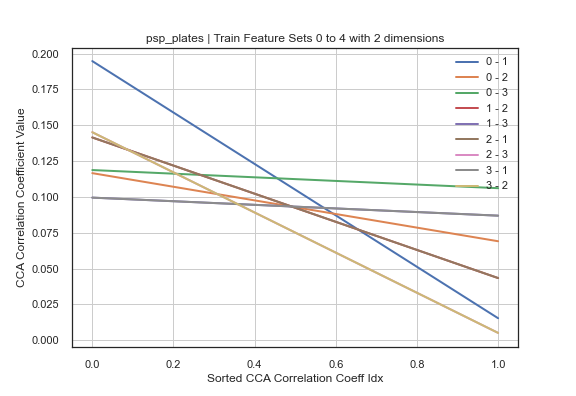 psp_plates | Train Feature Sets 0 to 4 with 2 dimensions
CCA Correlation Coefficient Value
0.200
0.175
0.150
0.125
0.100
0.075
0.050
0.025
0.000
0 - 1
0 - 2
0 - 3
1 - 2
1 - 3
2 - 1
2 - 3
3 - 1
3 - 2
0.0
0.2
0.4
0.6
0.8
1.0
Sorted CCA Correlation Coeff Idx